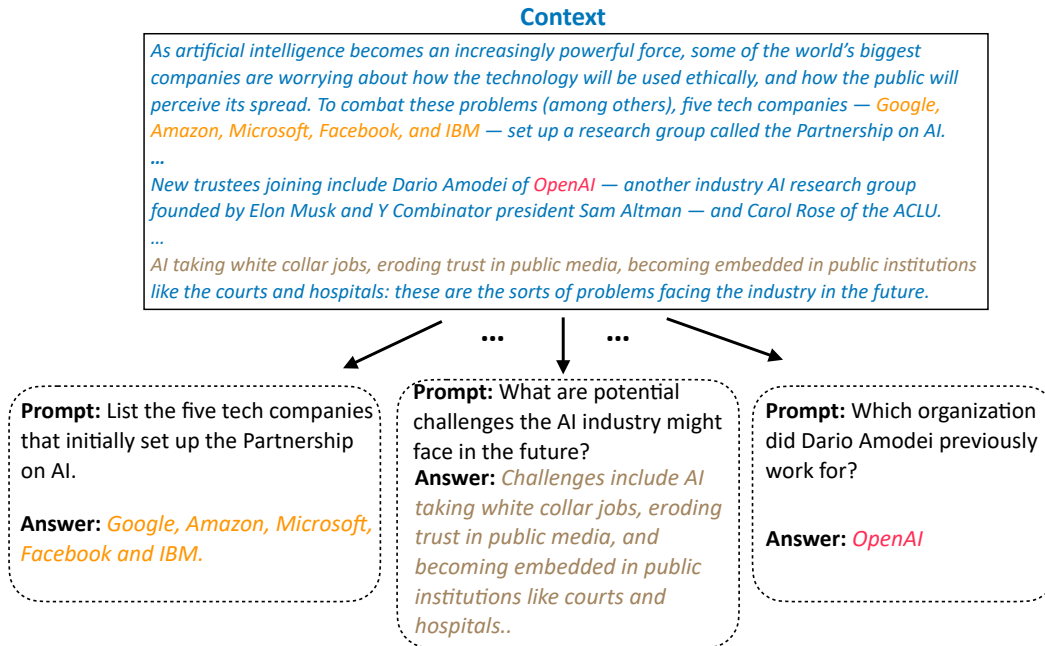 Context
As artificial intelligence becomes an increasingly powerful force, some of the world's biggest
companies are worrying about how the technology will be used ethically, and how the public will
perceive its spread. To combat these problems (among others), five tech companies — Google,
Amazon, Microsoft, Facebook, and IBM — set up a research group called the Partnership on AI.
...
New trustees joining include Dario Amodei of OpenAI — another industry AI research group
founded by Elon Musk and Y Combinator president Sam Altman — and Carol Rose of the ACLU.
...
AI taking white collar jobs, eroding trust in public media, becoming embedded in public institutions
like the courts and hospitals: these are the sorts of problems facing the industry in the future.
... ...
Prompt: List the five tech companies
that initially set up the Partnership
on AI.
Answer: Google, Amazon, Microsoft,
Facebook and IBM.
Prompt: What are potential
challenges the AI industry might
face in the future?
Answer: Challenges include AI
taking white collar jobs, eroding
trust in public media, and
becoming embedded in public
institutions like courts and
hospitals..
Prompt: Which organization
did Dario Amodei previously
work for?
Answer: OpenAI